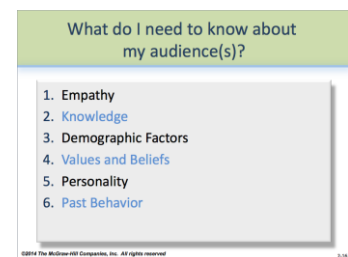 What do I need to know about
my audience(s)?
1. Empathy
2. Knowledge
3. Demographic Factors
4. Values and Beliefs
5. Personality
6. Past Behavior
©2014 The McGraw-Hill Companies, Inc. All rights reserved